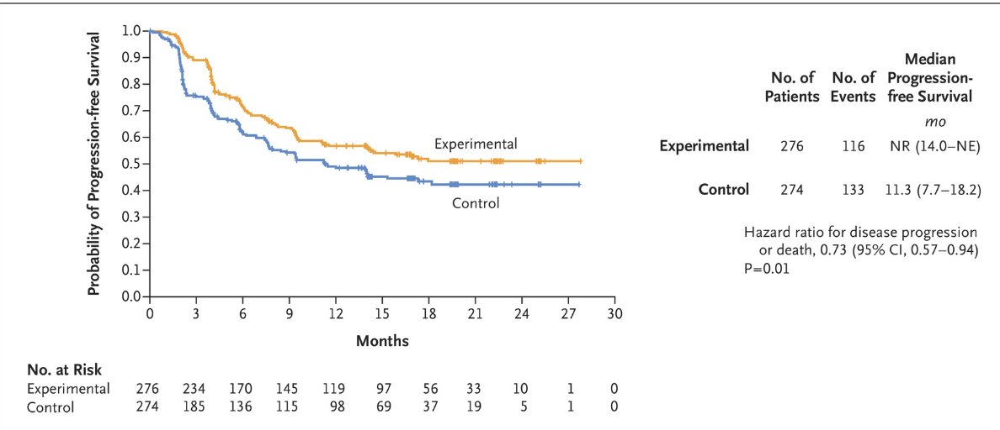 Probability of Progression-free Survival
1.0
0.9
0.8
0.7
0.6
0.5
0.4
0.3
0.2
0.1
0.0
Experimental
Control
0 3 6 9 12 15 18 21 24 27 30
Months
No. at Risk
Experimental 276 234 170 145 119 97 56 33 10 1 0
Control 274 185 136 115 98 69 37 19 5 1 0
Median
No. of No. of Progression-
Patients Events free Survival
mo
Experimental 276 116 NR (14.0–NE)
Control 274 133 11.3 (7.7–18.2)
Hazard ratio for disease progression
or death, 0.73 (95% CI, 0.57–0.94)
P=0.01